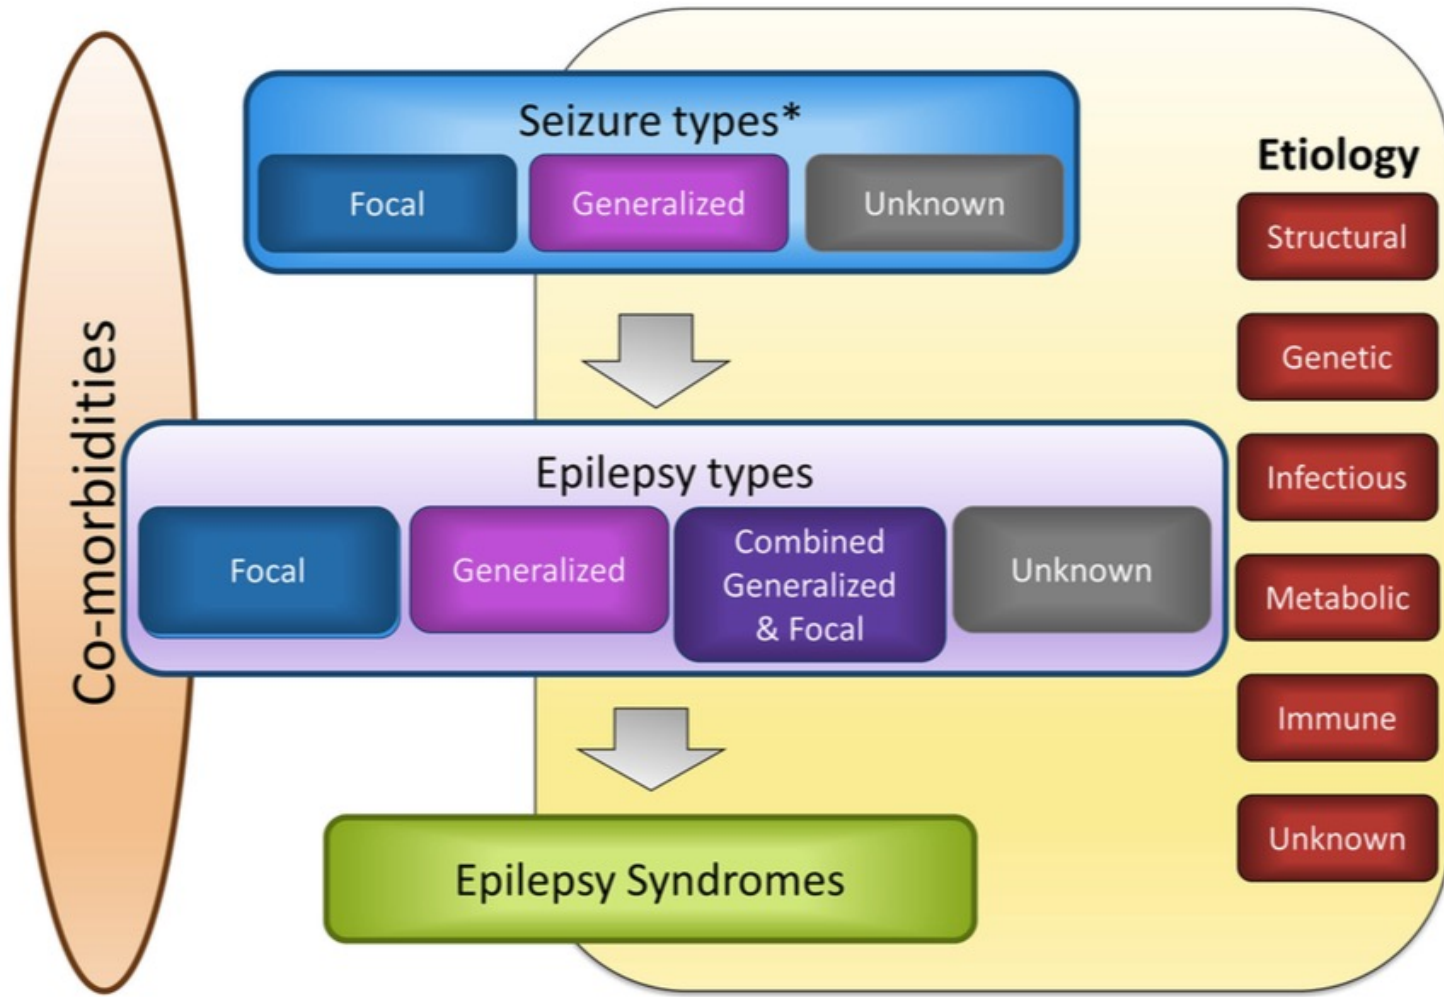 Co-morbidities
Seizure types*
Focal
Generalized
Unknown
Epilepsy types
Focal
Generalized
Combined
Generalized
& Focal
Unknown
Epilepsy Syndromes
Etiology
Structural
Genetic
Infectious
Metabolic
Immune
Unknown